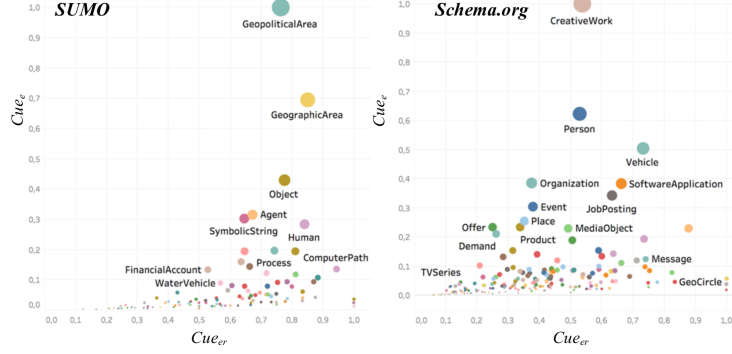 SUMO
1,0
0,9
0,8
0,7
0,6
0,5
0,4
0,3
0,2
0,1
0,0
Cue_e
GeopoliticalArea
GeographicArea
Object
Agent
SymbolicString
Human
ComputerPath
Process
FinancialAccount
WaterVehicle
0,0 0,1 0,2 0,3 0,4 0,5 0,6 0,7 0,8 0,9 1,0
Cue_er
Schema.org
1,0
0,9
0,8
0,7
0,6
0,5
0,4
0,3
0,2
0,1
0,0
Cue_e
CreativeWork
Person
Vehicle
Organization
SoftwareApplication
JobPosting
Event
Place
Offer
MediaObject
Product
Demand
Message
TVSeries
GeoCircle
0,0 0,1 0,2 0,3 0,4 0,5 0,6 0,7 0,8 0,9 1,0
Cue_er